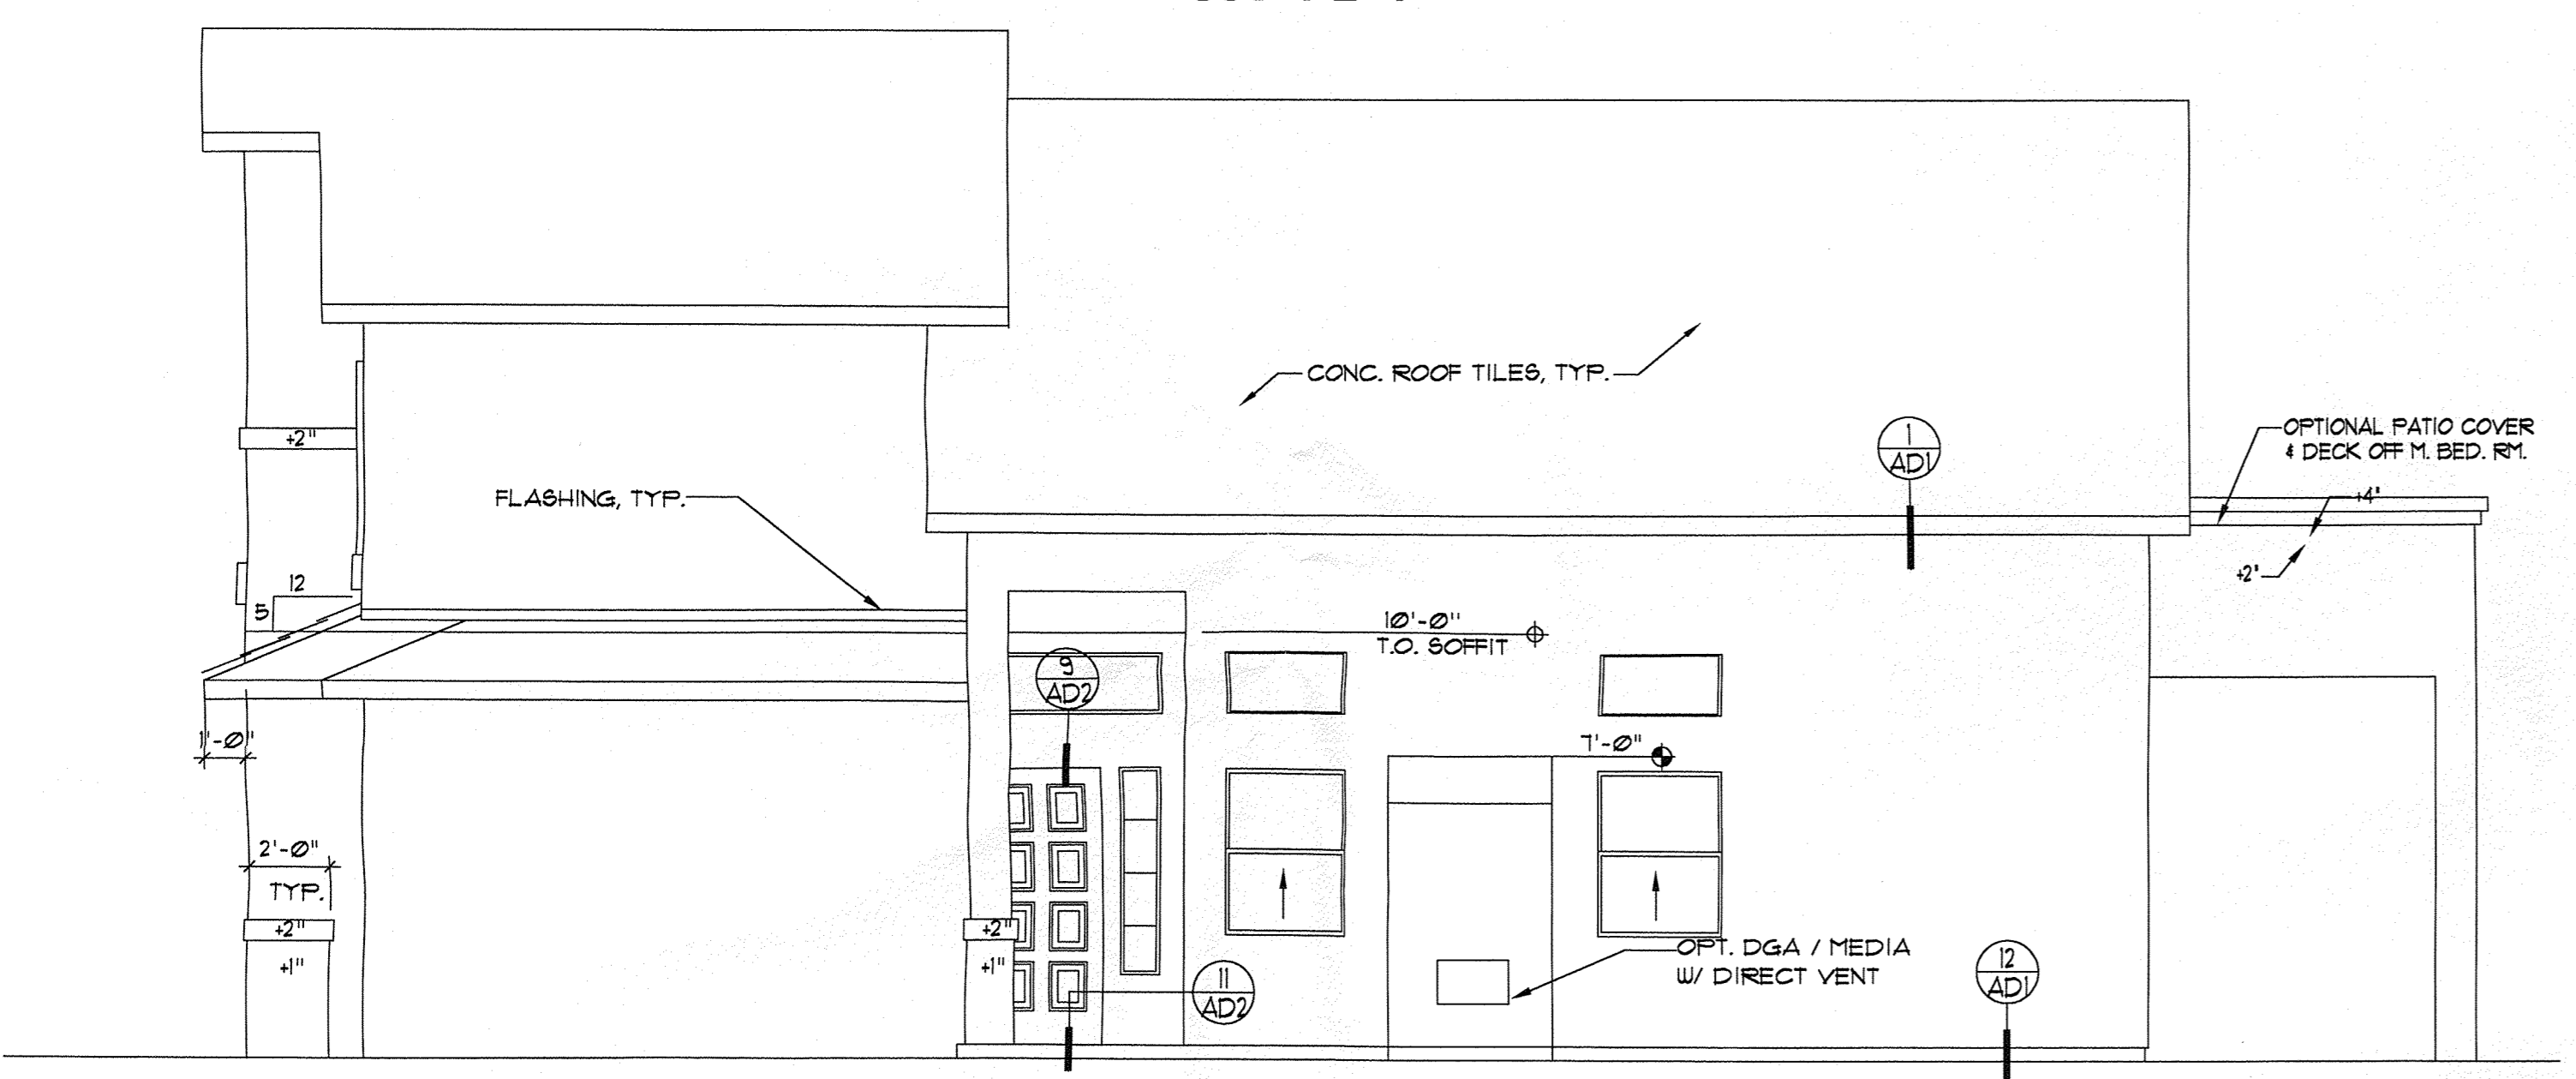 CONC. ROOF TILES, TYP.
1
AD1
OPTIONAL PATIO COVER
& DECK OFF M. BED. RM.
+4"
+2"
+2"
FLASHING, TYP.
12
5
10'-0"
T.O. SOFFIT
9
AD2
1'-0"
7'-0"
2'-0"
TYP.
+2"
+1"
+2"
+1"
11
AD2
OPT. DGA / MEDIA
W/ DIRECT VENT
12
AD1